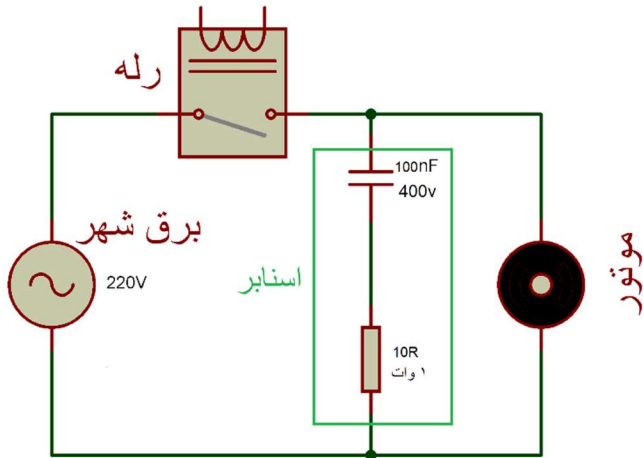 رله
برق شهر
220V
100nF
400v
اسنابر
10R
۱ وات
موتور